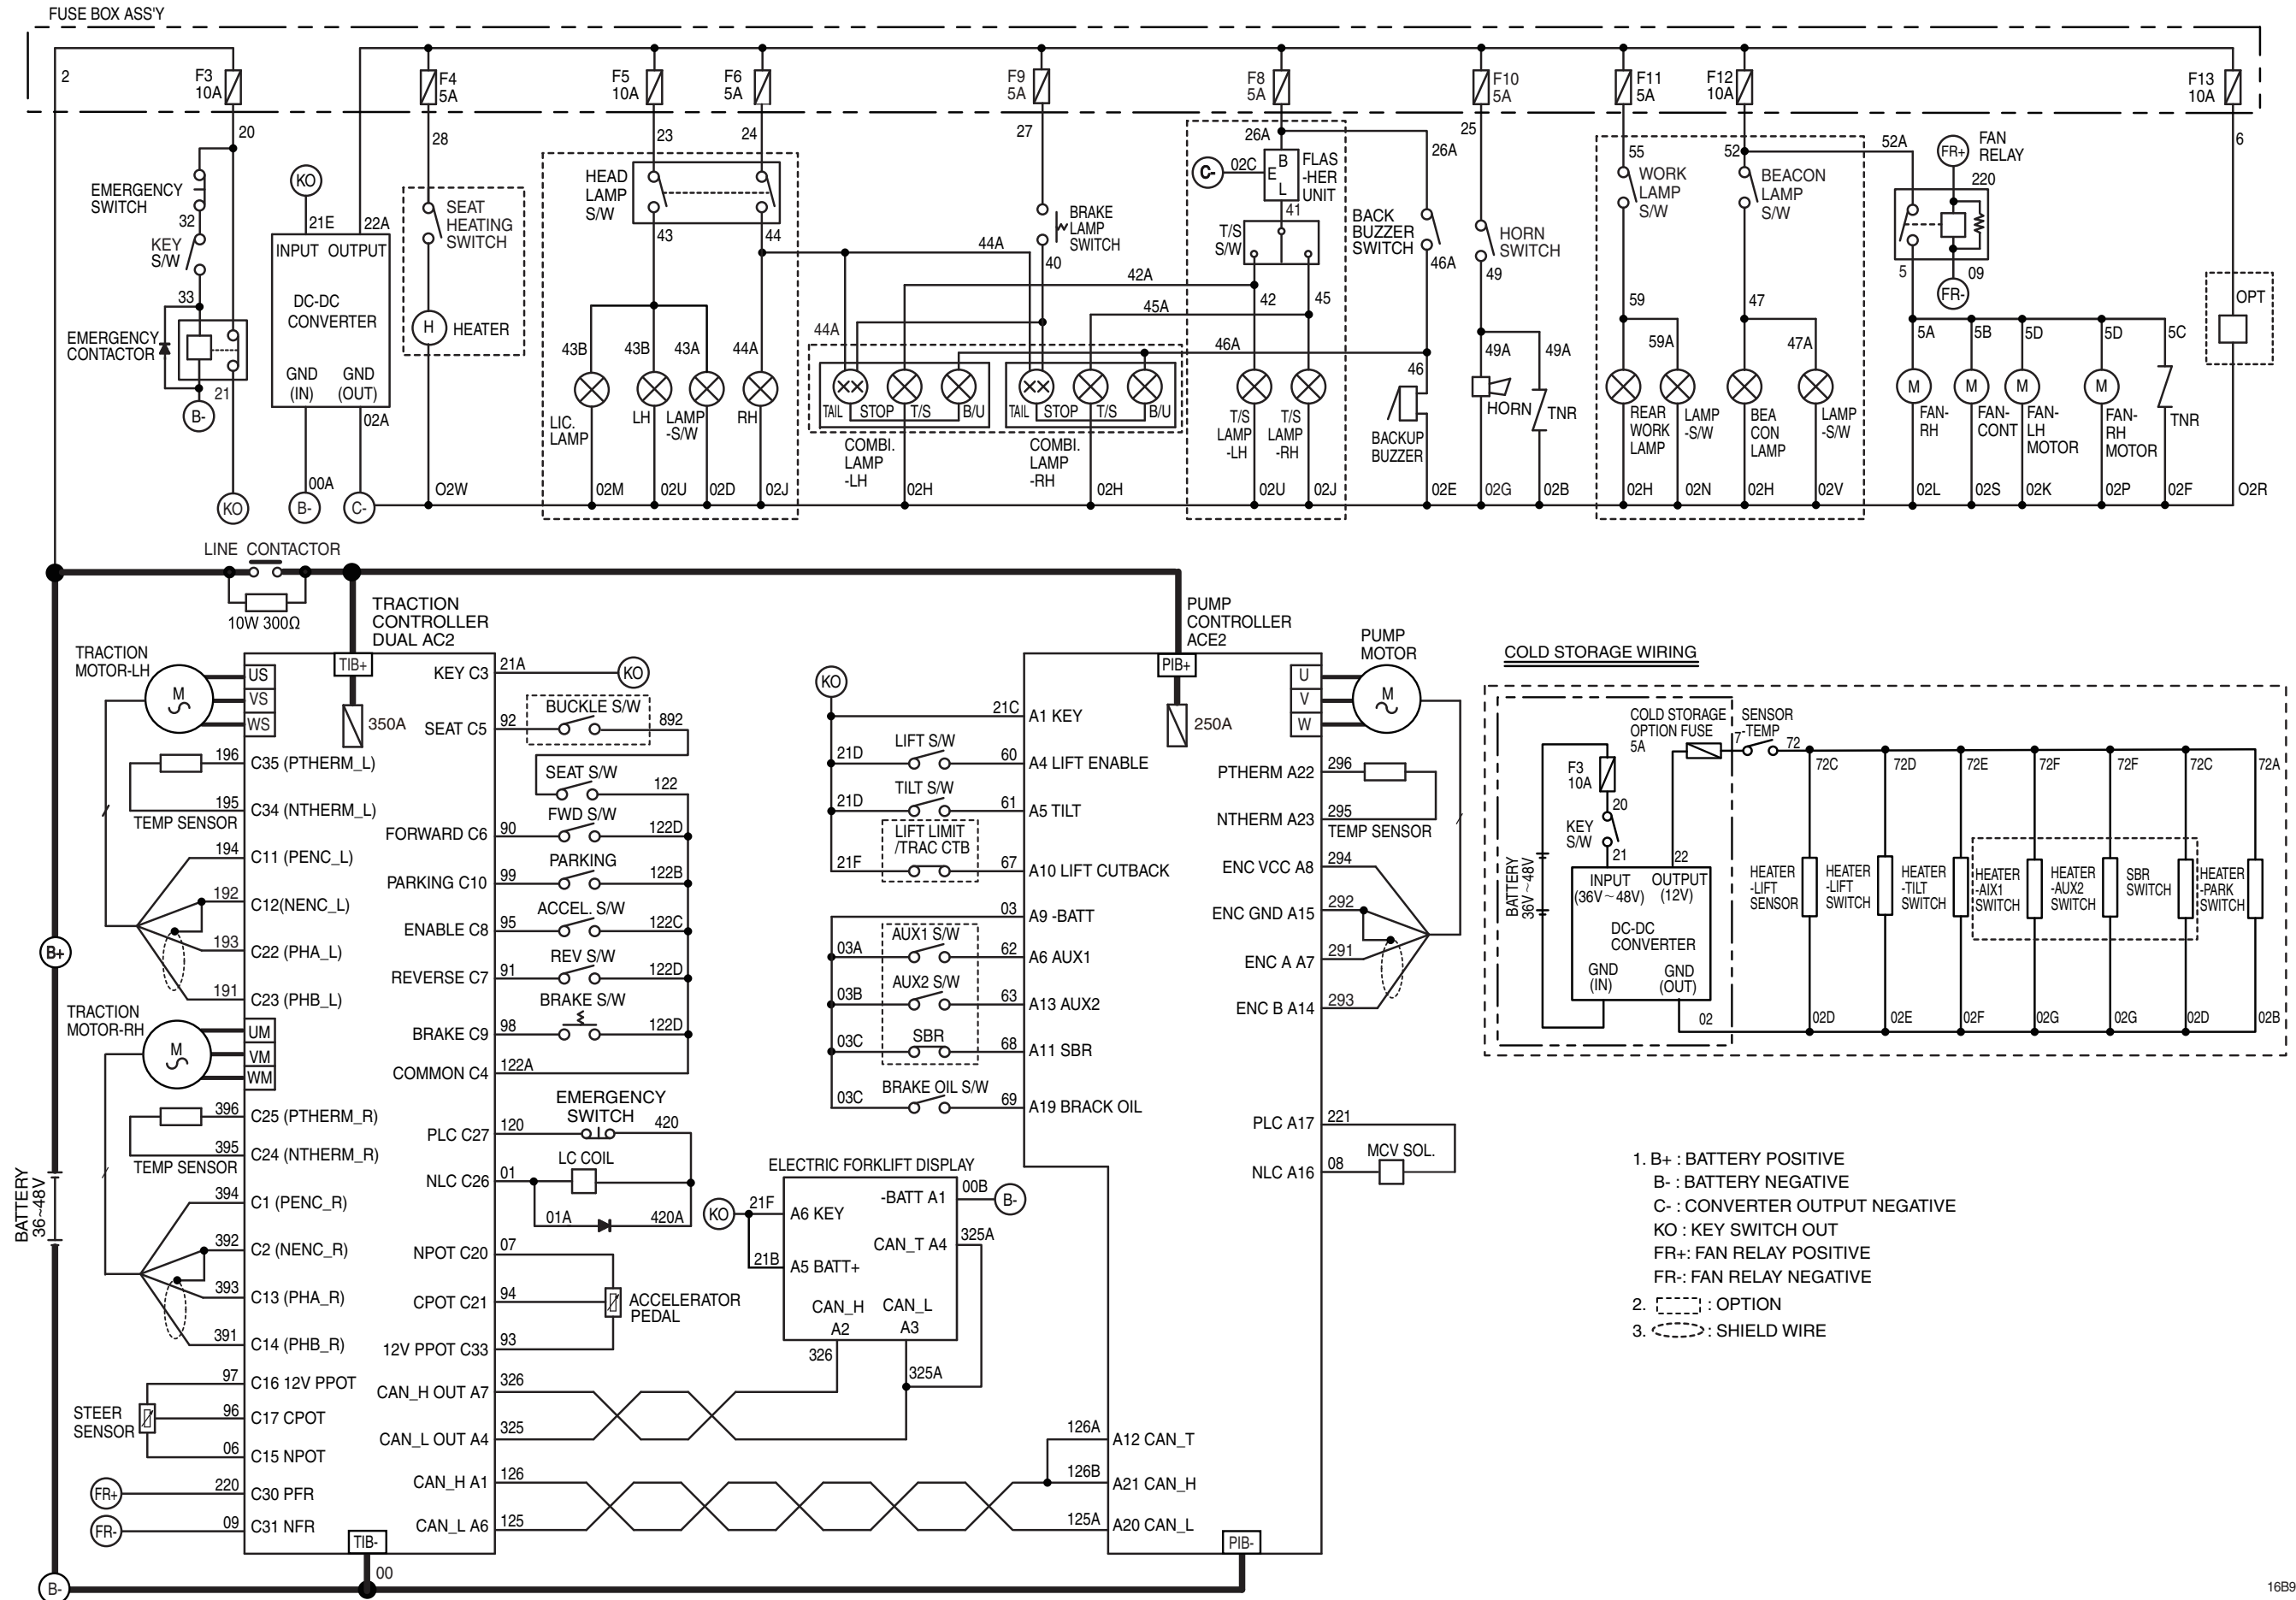 FUSE BOX ASS'Y
2
F3
10A
F4
5A
F5
10A
F6
5A
F9
5A
F8
5A
F10
5A
F11
5A
F12
10A
F13
10A
20
28
23
24
27
26A
26A
25
55
52
52A
6
EMERGENCY
SWITCH
32
KEY
S/W
33
EMERGENCY
CONTACTOR
21
B-
KO
KO
21E
22A
INPUT
OUTPUT
DC-DC
CONVERTER
GND
(IN)
GND
(OUT)
02A
00A
B-
C-
SEAT
HEATING
SWITCH
H
HEATER
O2W
HEAD
LAMP
S/W
43
44
43B
43B
43A
44A
LIC.
LAMP
LH
LAMP
-S/W
RH
02M
02U
02D
02J
44A
44A
BRAKE
LAMP
SWITCH
40
42A
45A
46A
TAIL
STOP
T/S
B/U
COMBI.
LAMP
-LH
02H
TAIL
STOP
T/S
B/U
COMBI.
LAMP
-RH
02H
C-
02C
B
E
L
FLAS
-HER
UNIT
41
T/S
S/W
42
45
T/S
LAMP
-LH
T/S
LAMP
-RH
02U
02J
BACK
BUZZER
SWITCH
46A
46
BACKUP
BUZZER
02E
HORN
SWITCH
49
49A
49A
HORN
TNR
02G
02B
WORK
LAMP
S/W
59
59A
REAR
WORK
LAMP
LAMP
-S/W
02H
02N
BEACON
LAMP
S/W
47
47A
BEA
CON
LAMP
LAMP
-S/W
02H
02V
FR+
FAN
RELAY
220
5
09
FR-
5A
5B
5D
5D
5C
M
M
M
M
FAN-
RH
FAN-
CONT
FAN-
LH
MOTOR
FAN-
RH
MOTOR
TNR
02L
02S
02K
02P
02F
OPT
O2R
LINE CONTACTOR
10W 300Ω
TRACTION
CONTROLLER
DUAL AC2
TIB+
350A
TRACTION
MOTOR-LH
M
US
VS
WS
196
C35 (PTHERM_L)
195
C34 (NTHERM_L)
TEMP SENSOR
194
C11 (PENC_L)
192
C12(NENC_L)
193
C22 (PHA_L)
191
C23 (PHB_L)
B+
TRACTION
MOTOR-RH
M
UM
VM
WM
396
C25 (PTHERM_R)
395
C24 (NTHERM_R)
TEMP SENSOR
394
C1 (PENC_R)
392
C2 (NENC_R)
393
C13 (PHA_R)
391
C14 (PHB_R)
BATTERY
36~48V
97
C16 12V PPOT
STEER
SENSOR
96
C17 CPOT
06
C15 NPOT
FR+
220
C30 PFR
FR-
09
C31 NFR
TIB-
00
B-
KEY C3
21A
KO
SEAT C5
92
BUCKLE S/W
892
SEAT S/W
122
FORWARD C6
90
FWD S/W
122D
PARKING C10
99
PARKING
122B
ENABLE C8
95
ACCEL. S/W
122C
REVERSE C7
91
REV S/W
122D
BRAKE C9
98
BRAKE S/W
122D
COMMON C4
122A
EMERGENCY
SWITCH
PLC C27
120
420
LC COIL
NLC C26
01
01A
420A
NPOT C20
07
CPOT C21
94
ACCELERATOR
PEDAL
12V PPOT C33
93
CAN_H OUT A7
326
CAN_L OUT A4
325
CAN_H A1
126
CAN_L A6
125
ELECTRIC FORKLIFT DISPLAY
KO
21F
A6 KEY
21B
A5 BATT+
-BATT A1
00B
B-
CAN_T A4
325A
CAN_H
A2
CAN_L
A3
326
325A
PUMP
CONTROLLER
ACE2
PIB+
250A
KO
21C
A1 KEY
LIFT S/W
21D
60
A4 LIFT ENABLE
TILT S/W
21D
61
A5 TILT
LIFT LIMIT
/TRAC CTB
21F
67
A10 LIFT CUTBACK
03
A9 -BATT
AUX1 S/W
03A
62
A6 AUX1
AUX2 S/W
03B
63
A13 AUX2
SBR
03C
68
A11 SBR
BRAKE OIL S/W
03C
69
A19 BRACK OIL
126A
A12 CAN_T
126B
A21 CAN_H
125A
A20 CAN_L
PIB-
PUMP
MOTOR
M
U
V
W
PTHERM A22
296
NTHERM A23
295
TEMP SENSOR
ENC VCC A8
294
ENC GND A15
292
ENC A A7
291
ENC B A14
293
PLC A17
221
MCV SOL.
NLC A16
08
COLD STORAGE WIRING
BATTERY
36V~48V
F3
10A
20
KEY
S/W
21
COLD STORAGE
OPTION FUSE
5A
22
INPUT
(36V~48V)
OUTPUT
(12V)
DC-DC
CONVERTER
GND
(IN)
GND
(OUT)
02
SENSOR
-TEMP
7
72
72C
72D
72E
72F
72F
72C
72A
HEATER
-LIFT
SENSOR
HEATER
-LIFT
SWITCH
HEATER
-TILT
SWITCH
HEATER
-AIX1
SWITCH
HEATER
-AUX2
SWITCH
SBR
SWITCH
HEATER
-PARK
SWITCH
02D
02E
02F
02G
02G
02D
02B
1. B+ : BATTERY POSITIVE
B- : BATTERY NEGATIVE
C- : CONVERTER OUTPUT NEGATIVE
KO : KEY SWITCH OUT
FR+: FAN RELAY POSITIVE
FR-: FAN RELAY NEGATIVE
2. : OPTION
3. : SHIELD WIRE
16B9